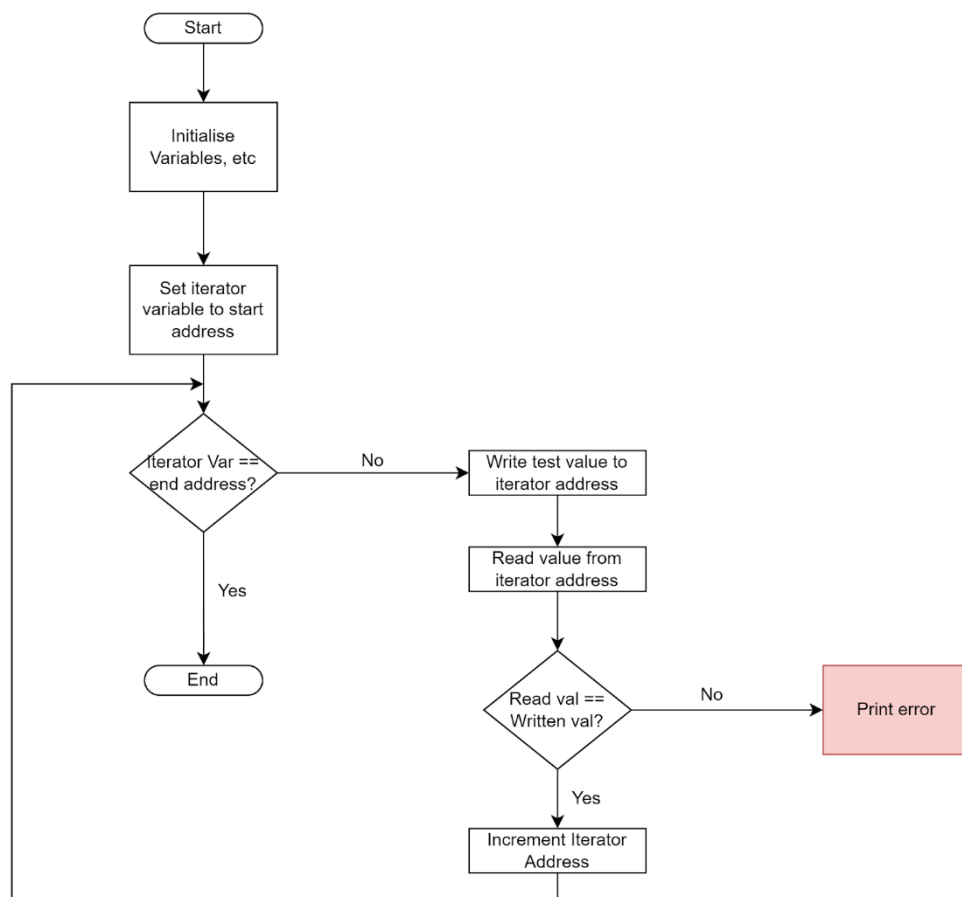 Start
Initialise
Variables, etc
Set iterator
variable to start
address
Iterator Var ==
end address?
No
Write test value to
iterator address
Read value from
iterator address
Yes
End
Read val ==
Written val?
No
Print error
Yes
Increment Iterator
Address